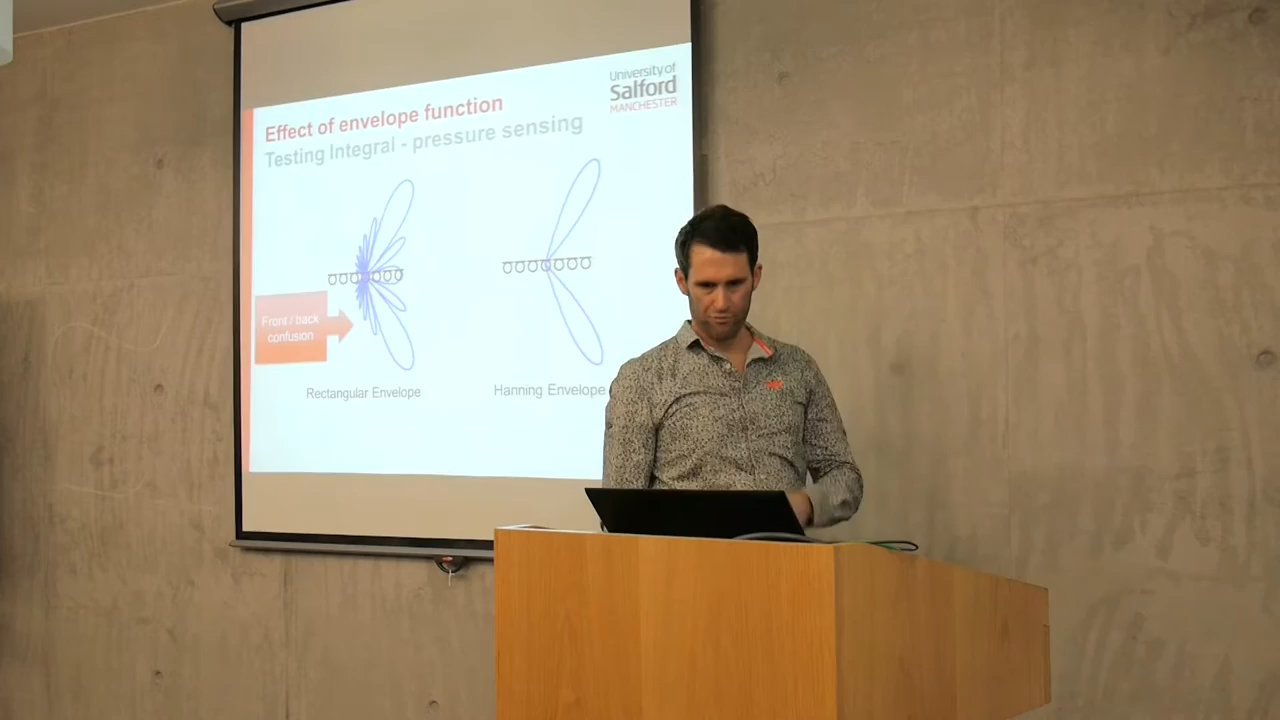 University of
Salford
MANCHESTER
Effect of envelope function
Testing Integral - pressure sensing
Front / back
confusion
Rectangular Envelope
Hanning Envelope